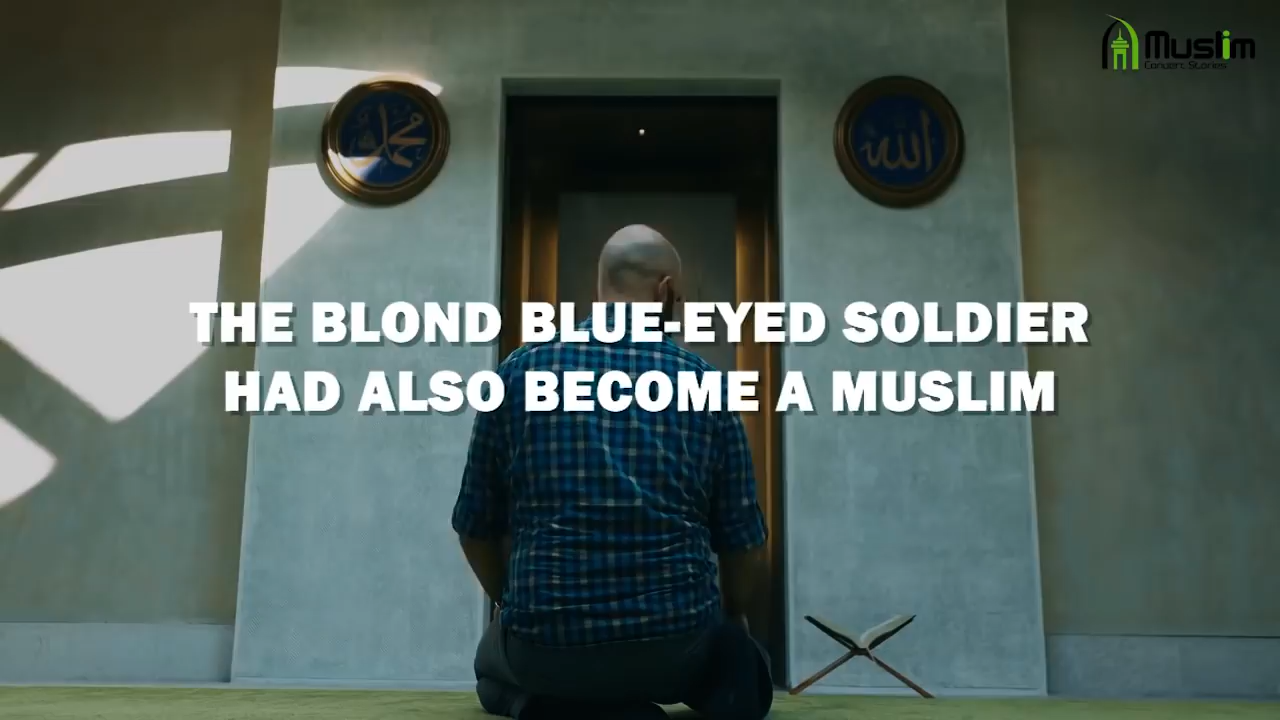 Muslim
Convert Stories
محمد
الله
THE BLOND BLUE-EYED SOLDIER
HAD ALSO BECOME A MUSLIM